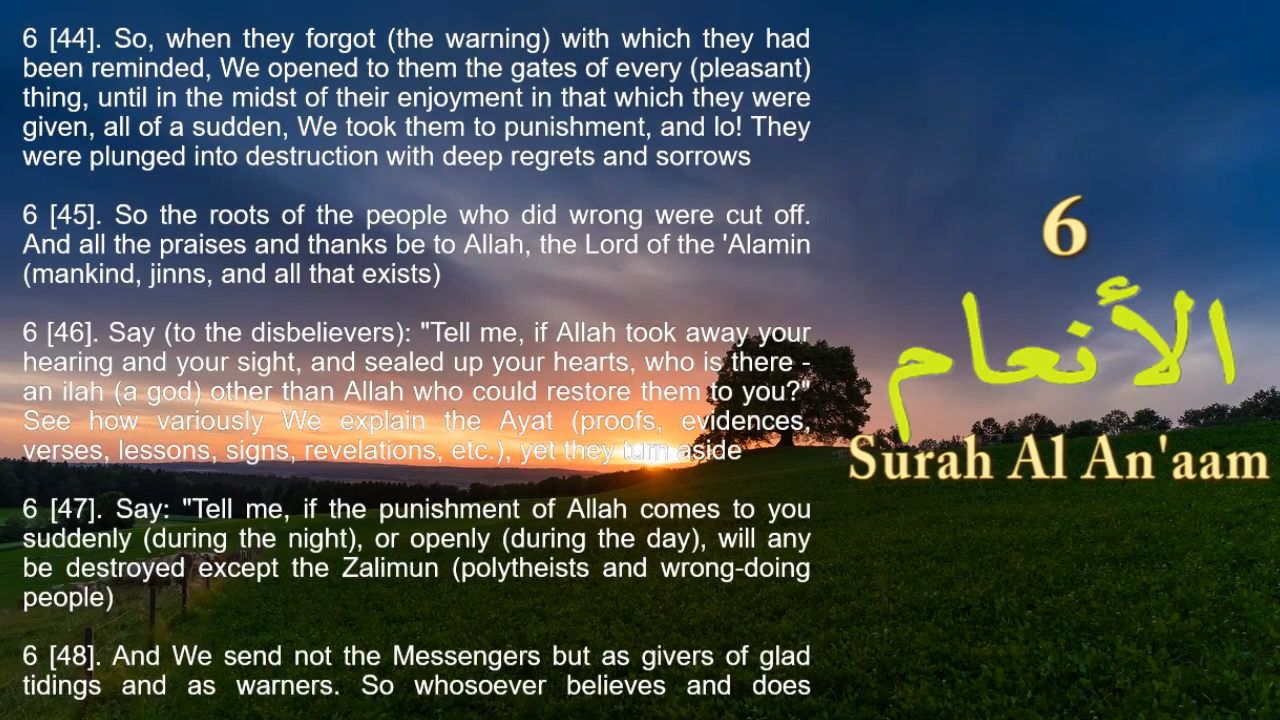 6 [44]. So, when they forgot (the warning) with which they had
been reminded, We opened to them the gates of every (pleasant)
thing, until in the midst of their enjoyment in that which they were
given, all of a sudden, We took them to punishment, and lo! They
were plunged into destruction with deep regrets and sorrows
6 [45]. So the roots of the people who did wrong were cut off.
And all the praises and thanks be to Allah, the Lord of the 'Alamin
(mankind, jinns, and all that exists)
6 [46]. Say (to the disbelievers): "Tell me, if Allah took away your
hearing and your sight, and sealed up your hearts, who is there -
an ilah (a god) other than Allah who could restore them to you?"
See how variously We explain the Ayat (proofs, evidences,
verses, lessons, signs, revelations, etc.), yet they turn aside
6 [47]. Say: "Tell me, if the punishment of Allah comes to you
suddenly (during the night), or openly (during the day), will any
be destroyed except the Zalimun (polytheists and wrong-doing
people)
6 [48]. And We send not the Messengers but as givers of glad
tidings and as warners. So whosoever believes and does
6
الأنعام
Surah Al An'aam